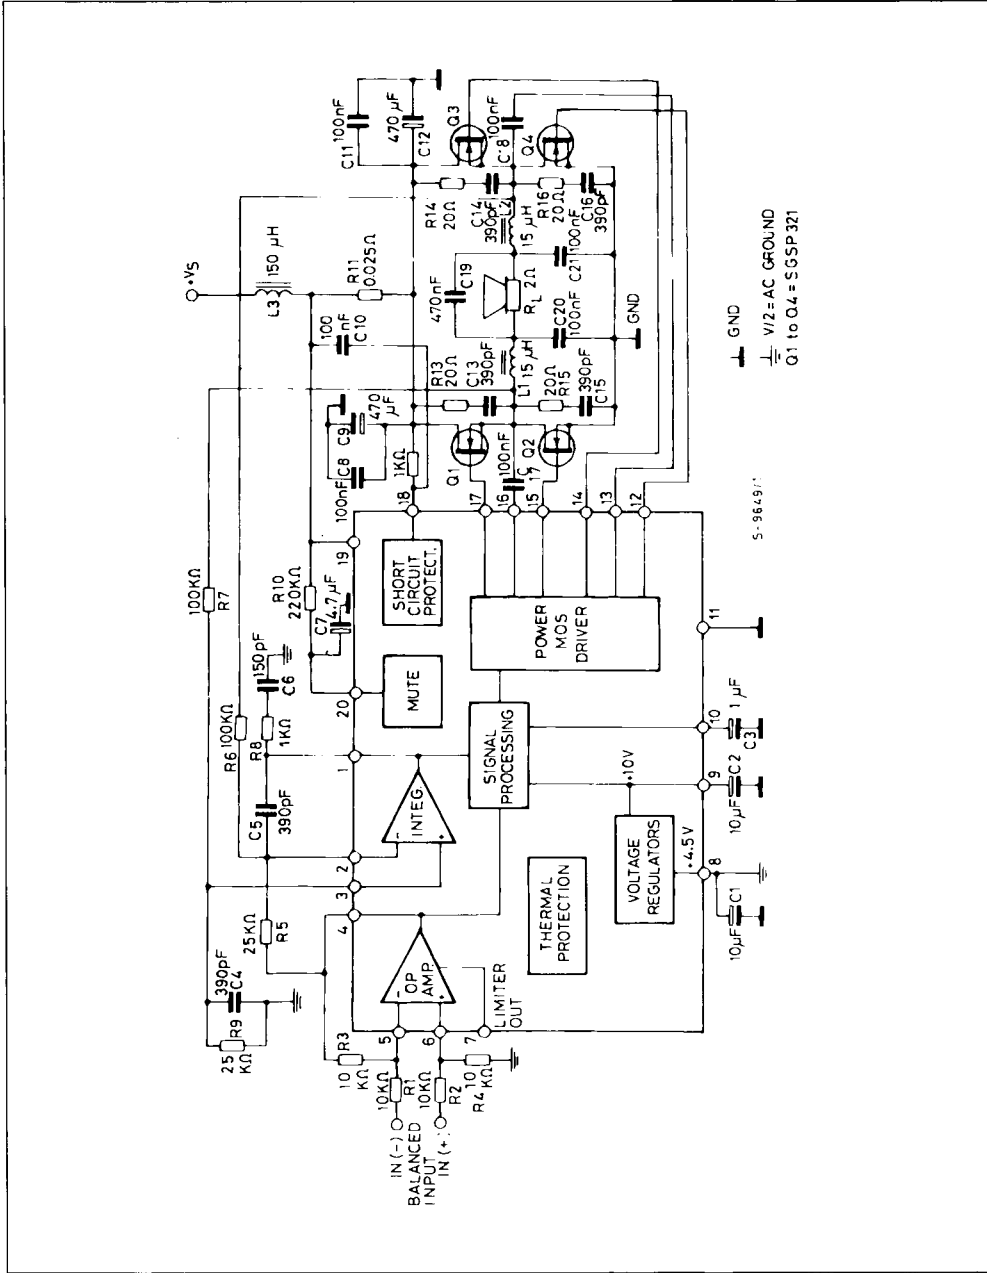 +VS
L3
150 µH
R11
0.025Ω
100
nF
C10
C11
100nF
470 µF
C12
Q3
100nF
C18
Q4
R14
20Ω
C14
390pF
L2
15 µH
R16
20Ω
C16
390pF
470nF
C19
RL
2Ω
C21
100nF
C20
100nF
GND
R13
20Ω
C13
390pF
L1
15 µH
20Ω
R15
390pF
C15
C9
470
µF
C8
100nF
1KΩ
Q1
100nF
C
17
Q2
18
17
16
15
14
13
12
19
20
1
2
3
4
5
6
7
8
9
10
11
100KΩ
R7
R6
100KΩ
R10
220KΩ
C7
4.7µF
150pF
C6
R8
1KΩ
C5
390pF
25KΩ
R5
390pF
C4
R9
25
KΩ
R3
10
KΩ
10KΩ
R1
10KΩ
R2
10
KΩ
R4
IN (-)
BALANCED
INPUT
IN (+)
OP
AMP.
-
+
LIMITER
OUT
INTEG.
-
+
MUTE
SHORT
CIRCUIT
PROTECT.
POWER
MOS
DRIVER
SIGNAL
PROCESSING
THERMAL
PROTECTION
VOLTAGE
REGULATORS
+10V
+4.5V
10µF
C1
10µF
C2
1 µF
C3
GND
V/2 = AC GROUND
Q1 to Q4 = SGSP321